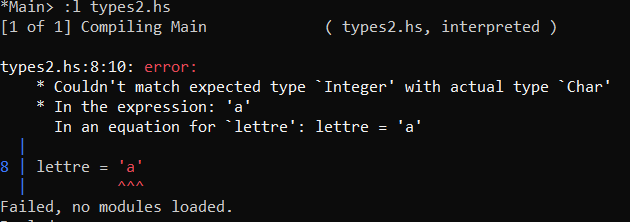 *Main> :l types2.hs
[1 of 1] Compiling Main             ( types2.hs, interpreted )
types2.hs:8:10: error:
    * Couldn't match expected type `Integer' with actual type `Char'
    * In the expression: 'a'
      In an equation for `lettre': lettre = 'a'
  |
8 | lettre = 'a'
  |          ^^^
Failed, no modules loaded.